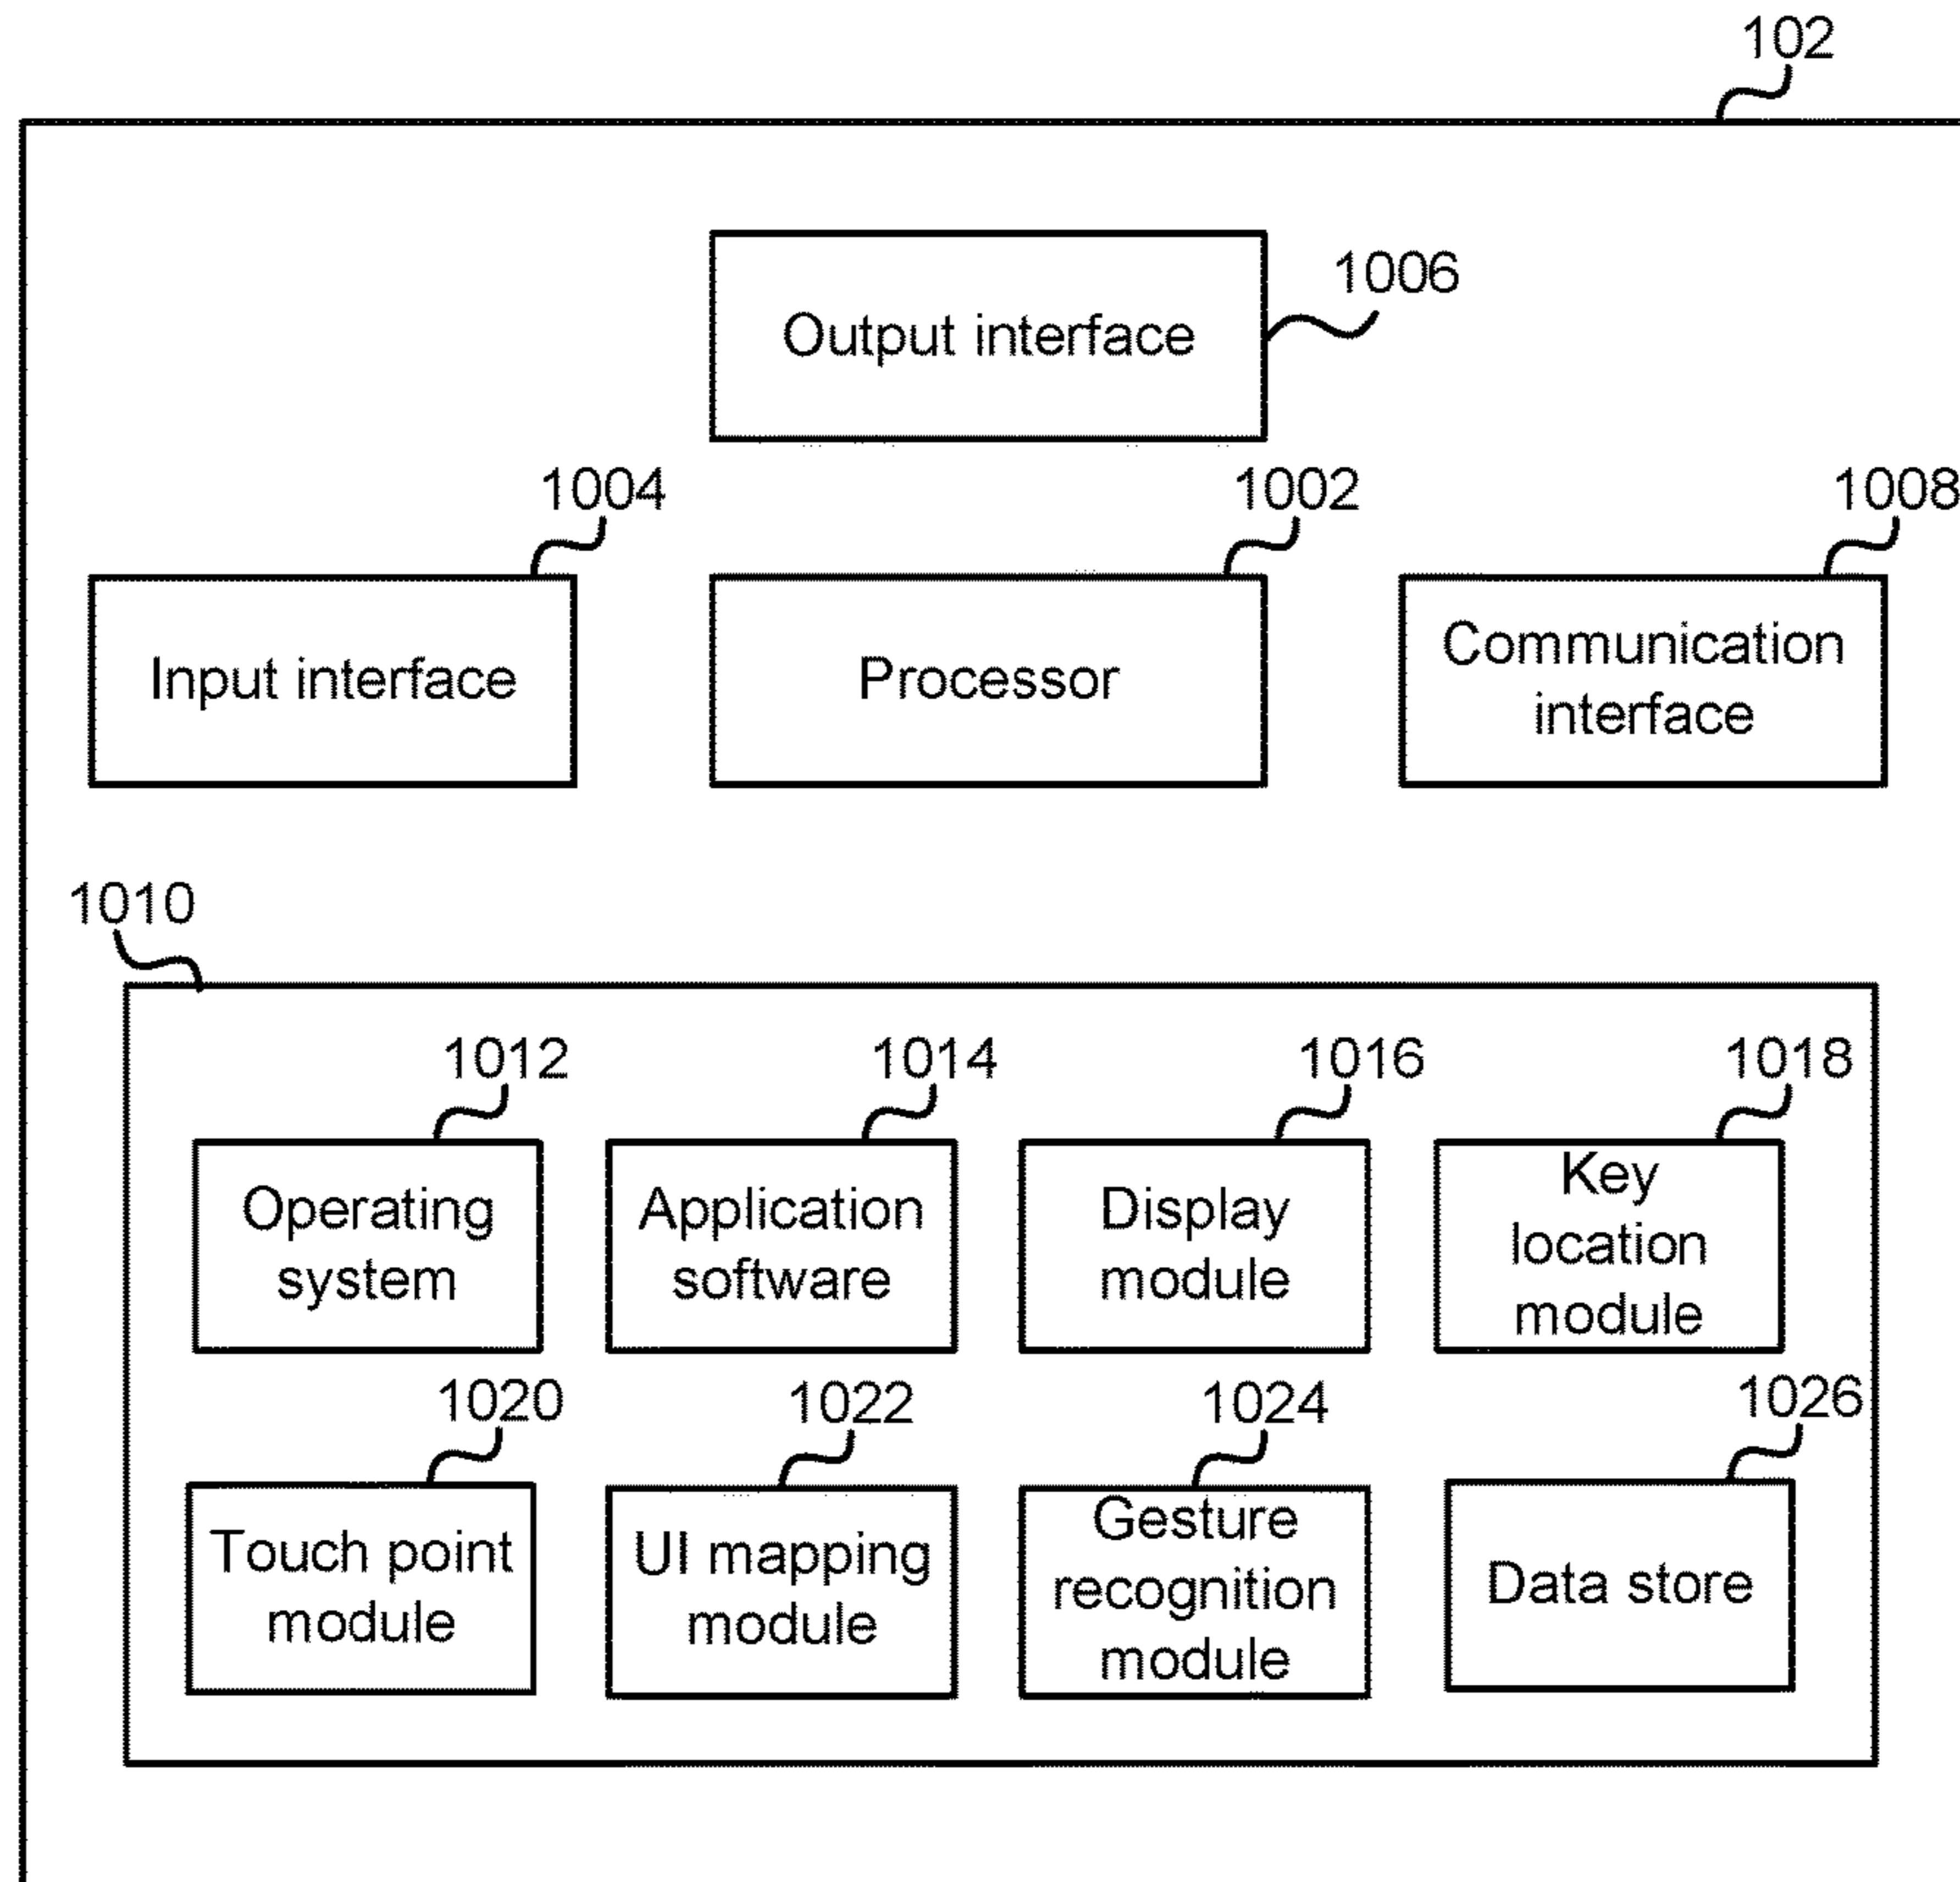 102
Output interface
1006
1004
1002
1008
Input interface
Processor
Communication
interface
1010
1012
1014
1016
1018
Operating
system
Application
software
Display
module
Key
location
module
1020
1022
1024
1026
Touch point
module
UI mapping
module
Gesture
recognition
module
Data store